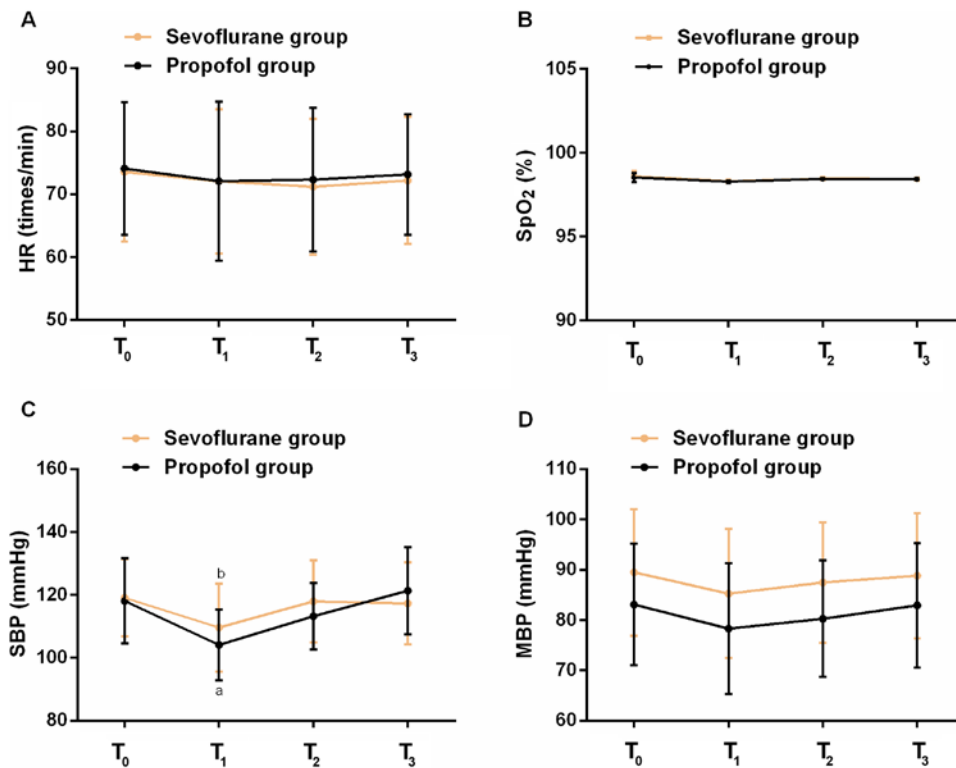 A
Sevoflurane group
Propofol group
90
80
70
60
50
HR (times/min)
T0
T1
T2
T3
B
Sevoflurane group
Propofol group
105
100
95
90
SpO2 (%)
T0
T1
T2
T3
C
Sevoflurane group
Propofol group
160
140
120
100
80
SBP (mmHg)
b
a
T0
T1
T2
T3
D
Sevoflurane group
Propofol group
110
100
90
80
70
60
MBP (mmHg)
T0
T1
T2
T3